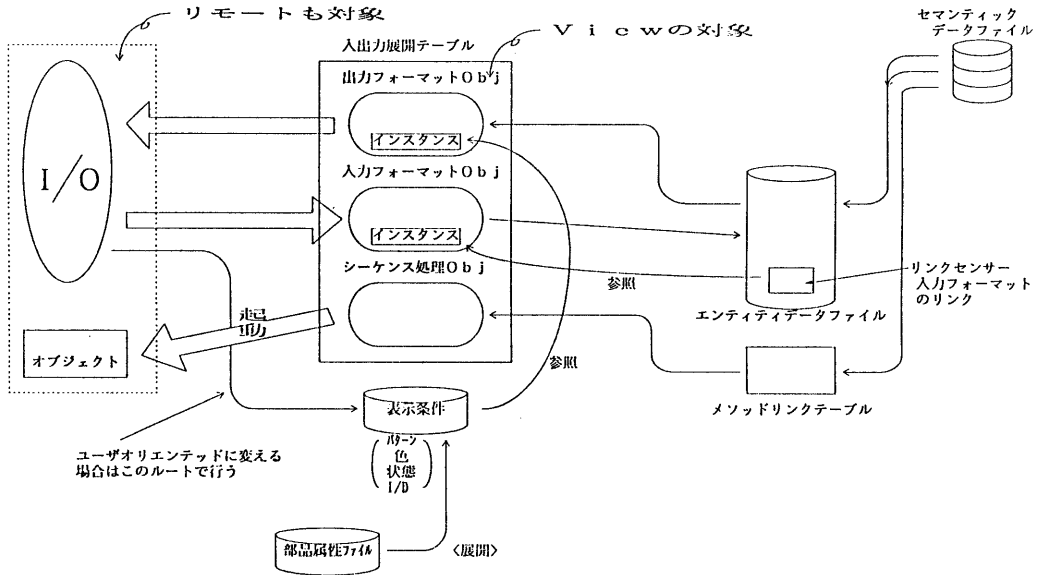 リモートも対象
Ｖｉｅｗの対象
セマンティック
データファイル
入出力展開テーブル
出力フォーマットＯｂｊ
インスタンス
I/O
入力フォーマットＯｂｊ
インスタンス
シーケンス処理Ｏｂｊ
参照
リンクセンサー
入力フォーマット
のリンク
エンティティデータファイル
起動
オブジェクト
参照
表示条件
メソッドリンクテーブル
パターン
色
状態
I/D
ユーザオリエンテッドに変える
場合はこのルートで行う
部品属性ファイル
〈展開〉